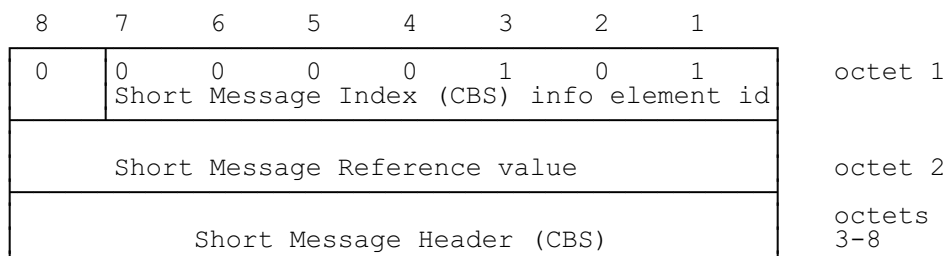 8 7 6 5 4 3 2 1
0 0 0 0 0 1 0 1 octet 1
Short Message Index (CBS) info element id
Short Message Reference value octet 2
octets
Short Message Header (CBS) 3-8